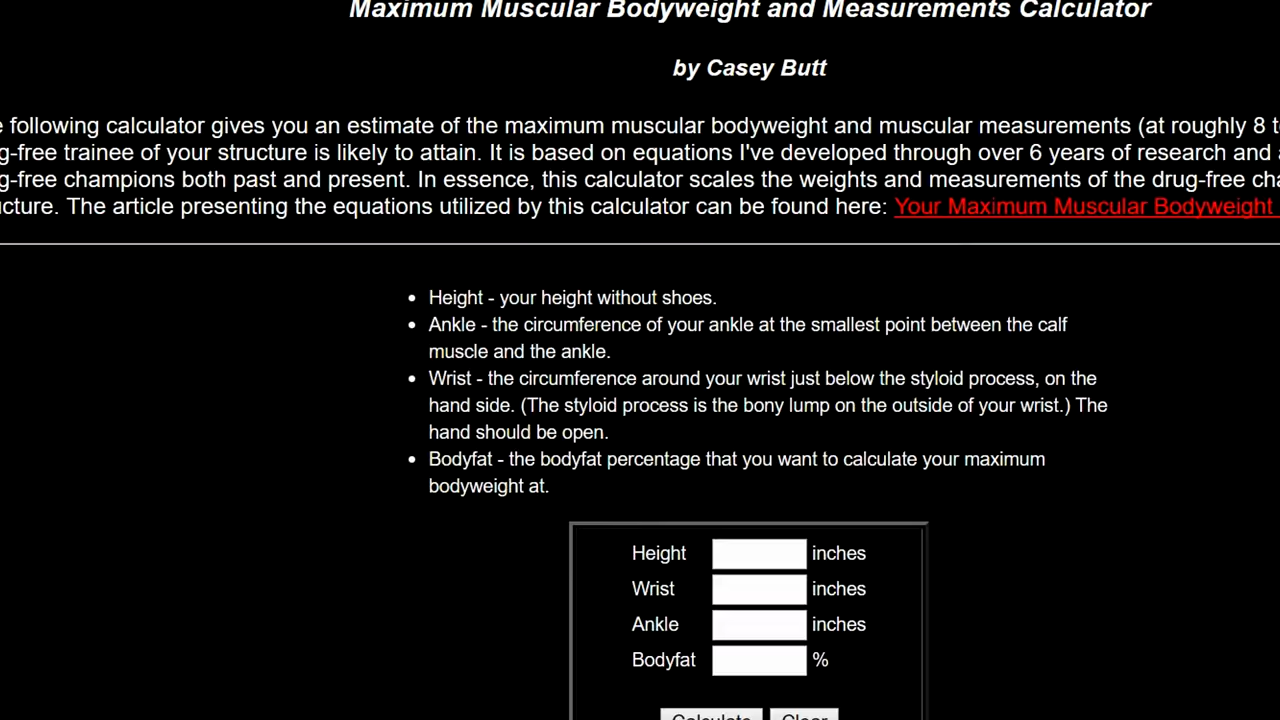 Maximum Muscular Bodyweight and Measurements Calculator
by Casey Butt
following calculator gives you an estimate of the maximum muscular bodyweight and muscular measurements (at roughly 8
g-free trainee of your structure is likely to attain. It is based on equations I've developed through over 6 years of research and
g-free champions both past and present. In essence, this calculator scales the weights and measurements of the drug-free
ucture. The article presenting the equations utilized by this calculator can be found here: Your Maximum Muscular Bodyweight
• Height - your height without shoes.
• Ankle - the circumference of your ankle at the smallest point between the calf
muscle and the ankle.
• Wrist - the circumference around your wrist just below the styloid process, on the
hand side. (The styloid process is the bony lump on the outside of your wrist.) The
hand should be open.
• Bodyfat - the bodyfat percentage that you want to calculate your maximum
bodyweight at.
Height inches
Wrist inches
Ankle inches
Bodyfat %
Calculate Clear